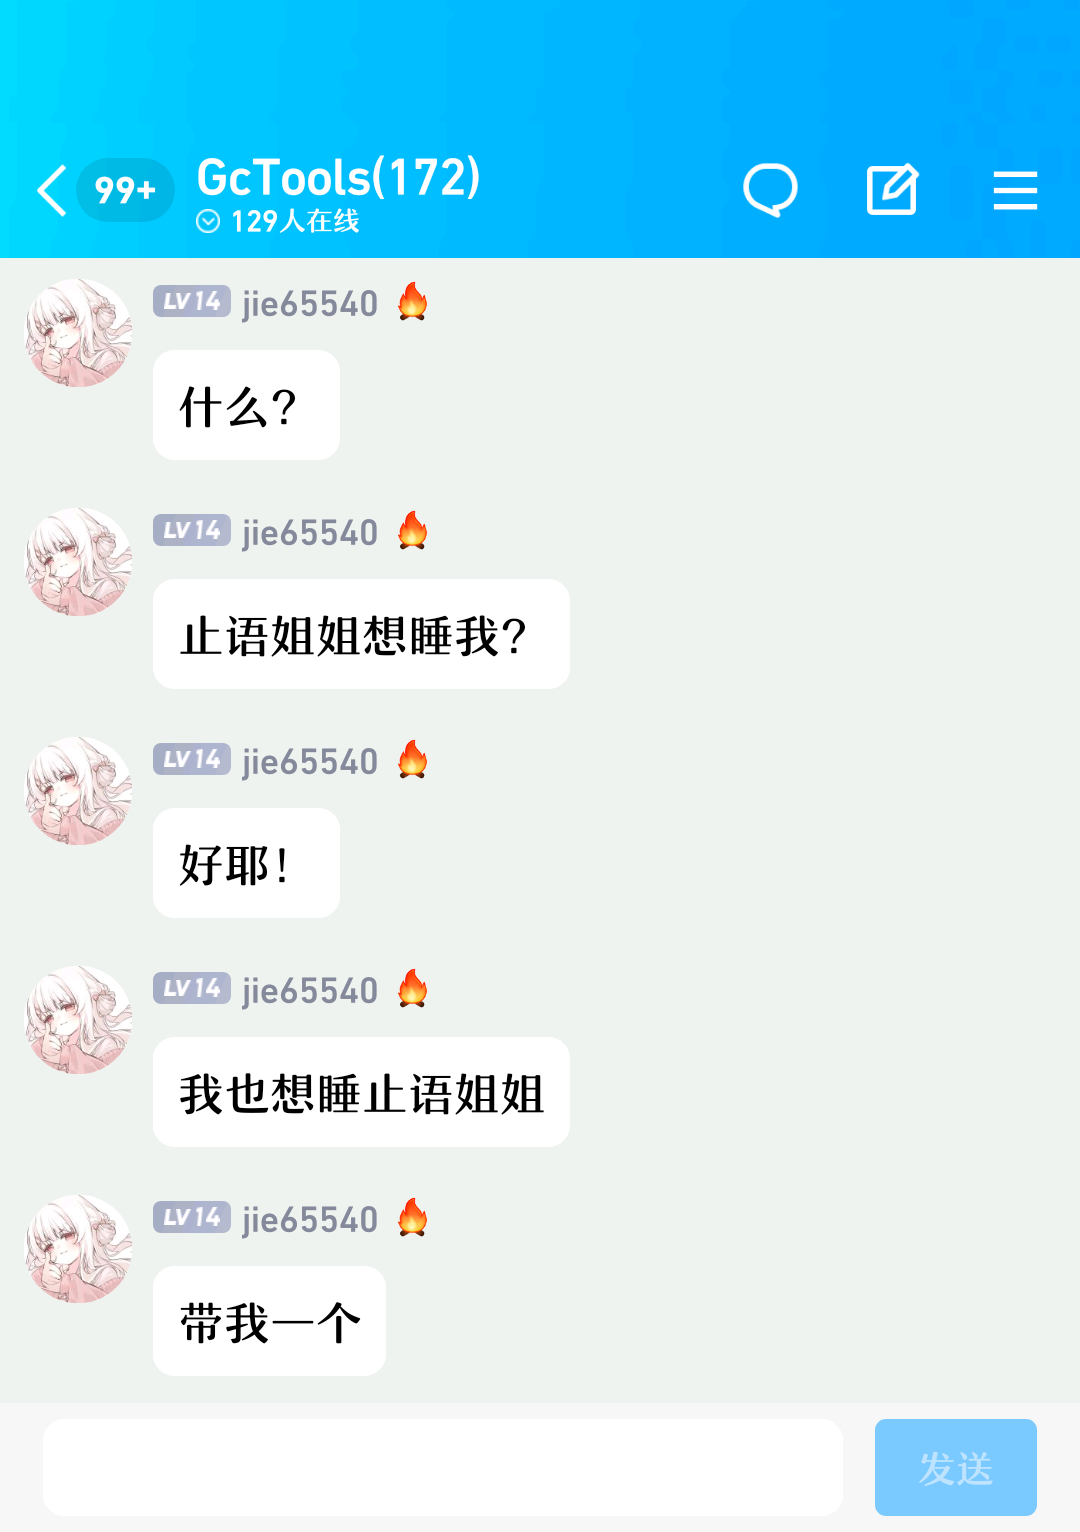 99+
GcTools(172)
129人在线
LV14 jie65540 🔥
什么？
LV14 jie65540 🔥
止语姐姐想睡我？
LV14 jie65540 🔥
好耶！
LV14 jie65540 🔥
我也想睡止语姐姐
LV14 jie65540 🔥
带我一个
发送